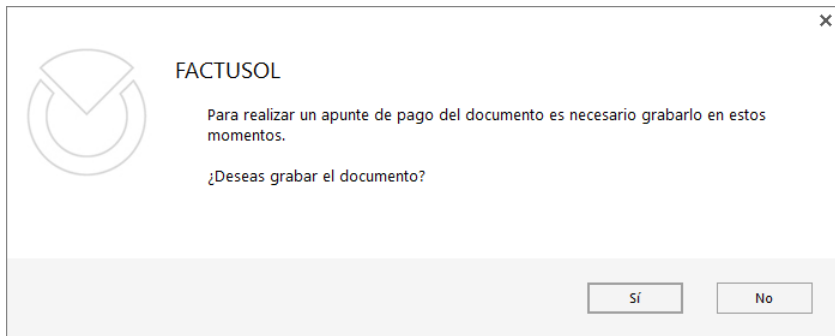 FACTUSOL
Para realizar un apunte de pago del documento es necesario grabarlo en estos
momentos.
¿Deseas grabar el documento?
Sí
No